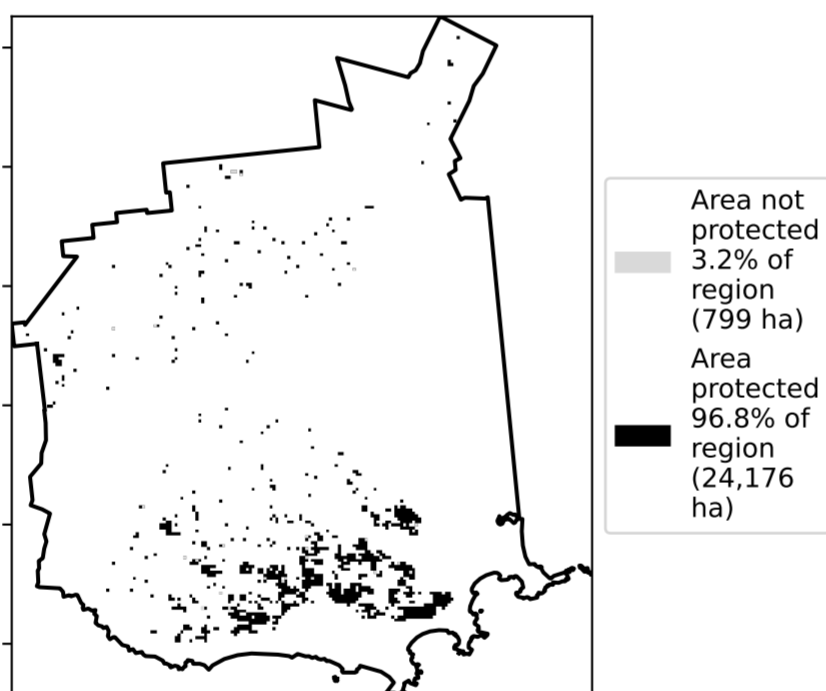 Area not
protected
3.2% of
region
(799 ha)
Area
protected
96.8% of
region
(24,176
ha)